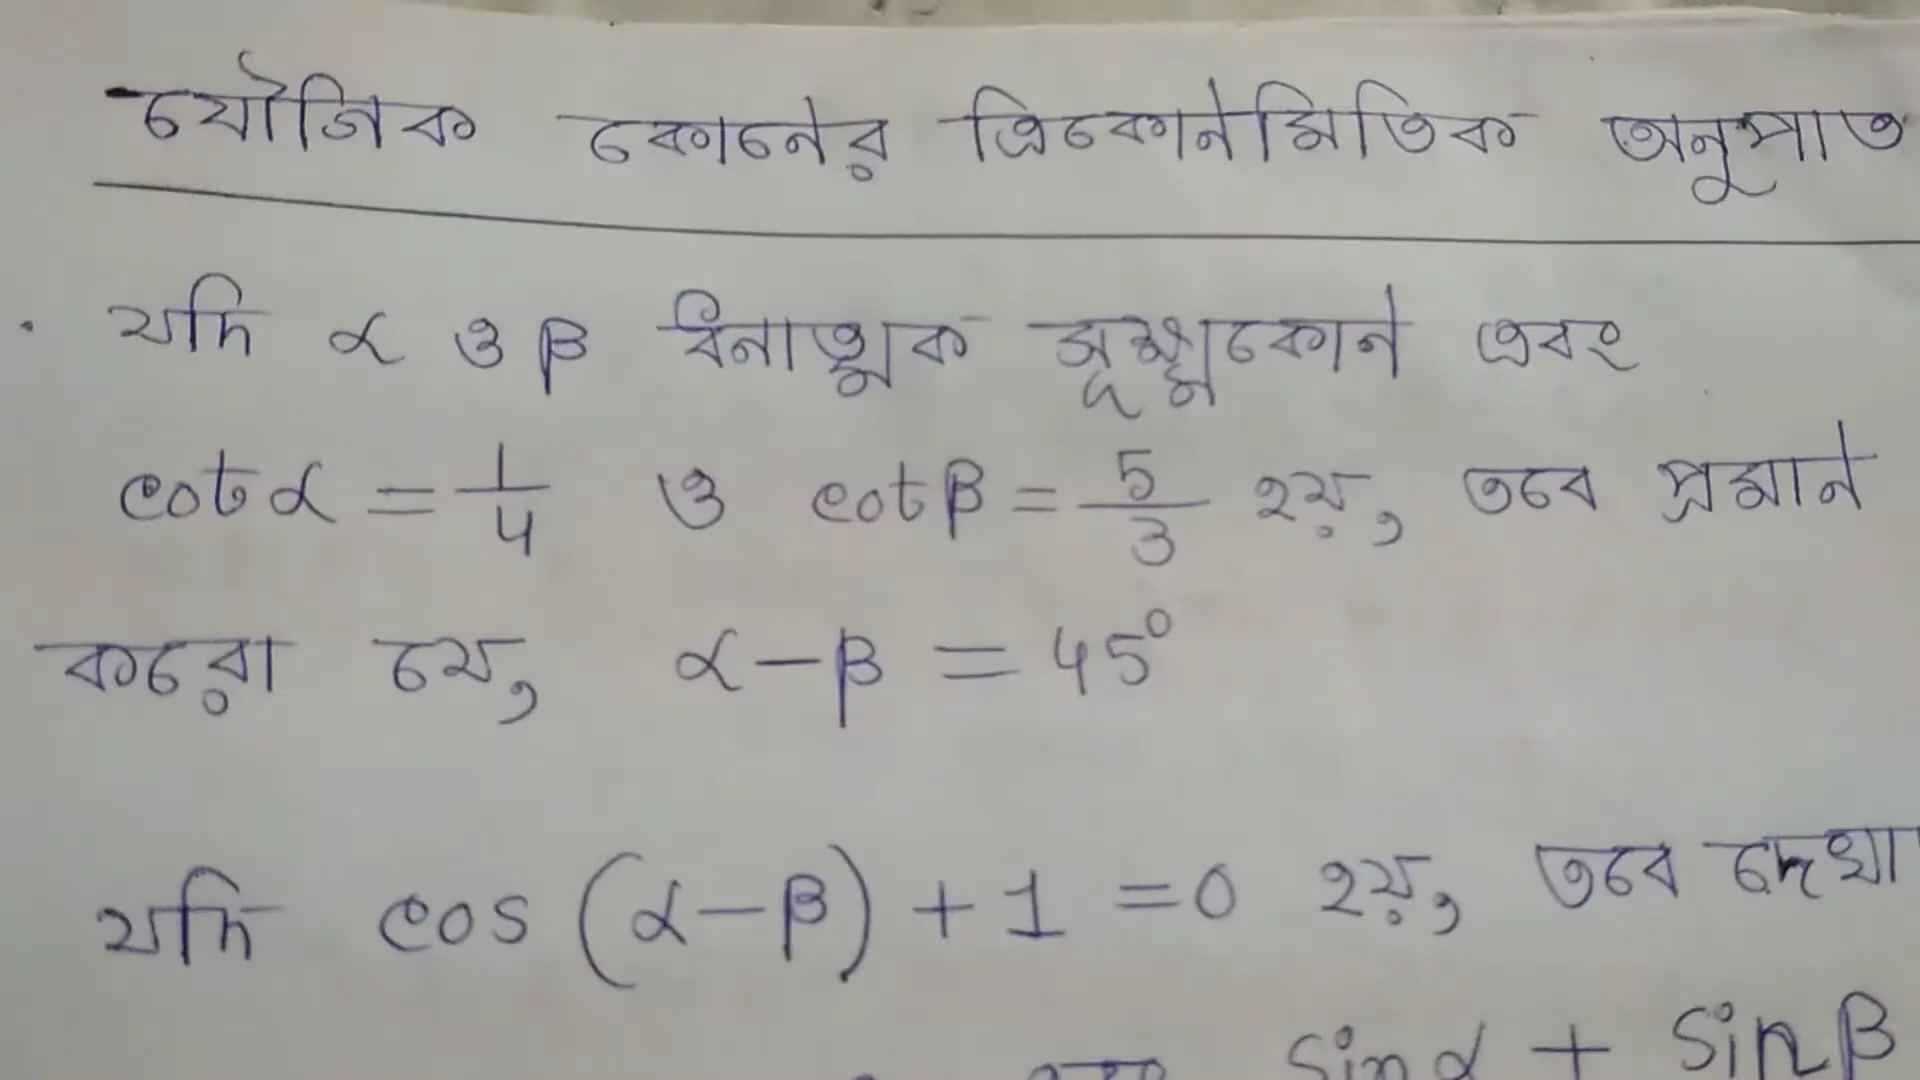 যৌজিক কোনের ত্রিকোনমিতিক অনুপাত
যদি α ও β ধনাত্মক সূক্ষ্মকোন এবং
cot α = 1/4 ও cot β = 5/3 হয়, তবে প্রমান
করো যে, α - β = 45°
যদি cos (α - β) + 1 = 0 হয়, তবে দেখা
sin α + sin β